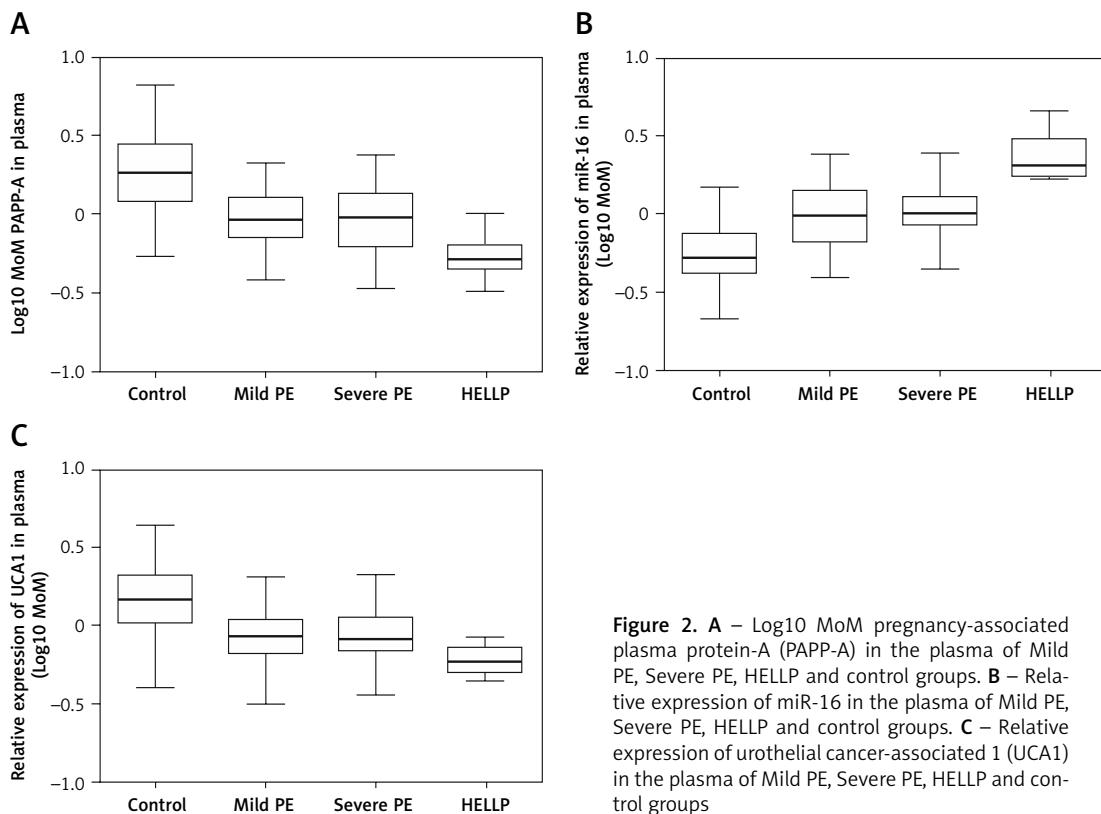 A
Log10 MoM PAPP-A in plasma
1.0
0.5
0
–0.5
–1.0
Control Mild PE Severe PE HELLP
B
Relative expression of miR-16 in plasma
(Log10 MoM)
1.0
0.5
0
–0.5
–1.0
Control Mild PE Severe PE HELLP
C
Relative expression of UCA1 in plasma
(Log10 MoM)
1.0
0.5
0
–0.5
–1.0
Control Mild PE Severe PE HELLP
Figure 2. A – Log10 MoM pregnancy-associated
plasma protein-A (PAPP-A) in the plasma of Mild
PE, Severe PE, HELLP and control groups. B – Rela-
tive expression of miR-16 in the plasma of Mild PE,
Severe PE, HELLP and control groups. C – Relative
expression of urothelial cancer-associated 1 (UCA1)
in the plasma of Mild PE, Severe PE, HELLP and con-
trol groups